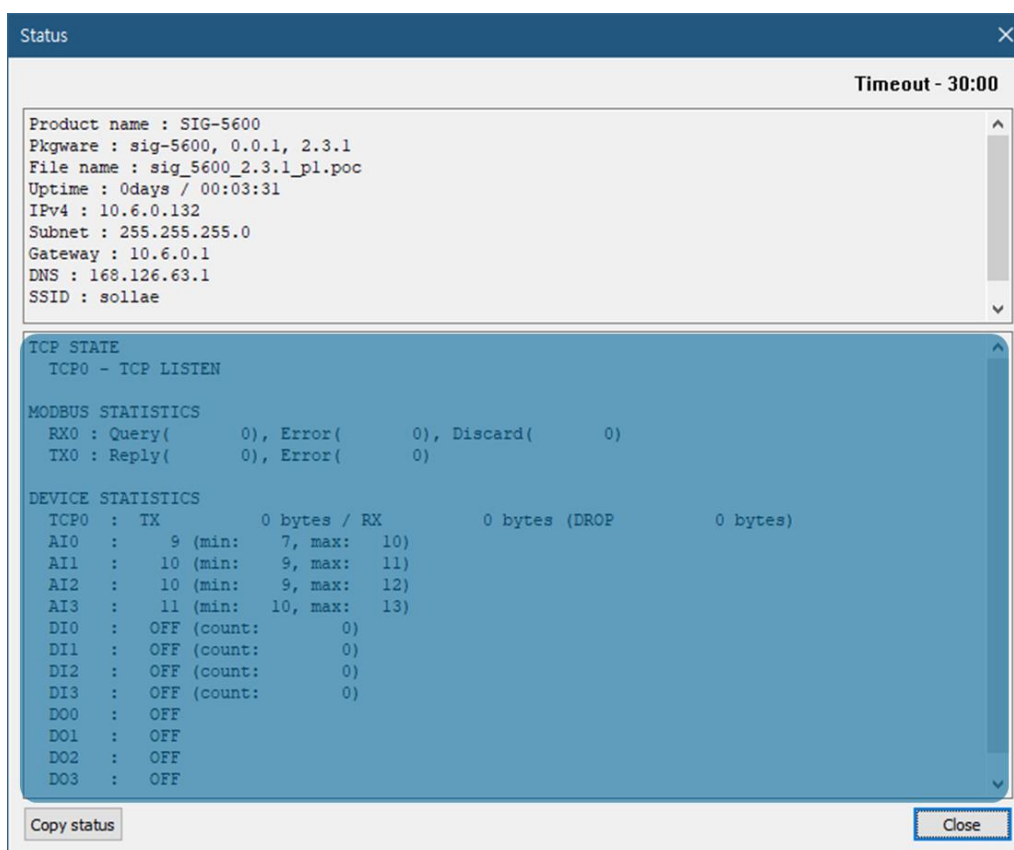 Status
Timeout - 30:00
Product name : SIG-5600
Pkgware : sig-5600, 0.0.1, 2.3.1
File name : sig_5600_2.3.1_p1.poc
Uptime : 0days / 00:03:31
IPv4 : 10.6.0.132
Subnet : 255.255.255.0
Gateway : 10.6.0.1
DNS : 168.126.63.1
SSID : sollae
TCP STATE
TCP0 - TCP LISTEN
MODBUS STATISTICS
RX0 : Query(       0), Error(       0), Discard(       0)
TX0 : Reply(       0), Error(       0)
DEVICE STATISTICS
TCP0  :  TX          0 bytes / RX          0 bytes (DROP          0 bytes)
AI0   :     9 (min:    7, max:   10)
AI1   :    10 (min:    9, max:   11)
AI2   :    10 (min:    9, max:   12)
AI3   :    11 (min:   10, max:   13)
DI0   :   OFF (count:         0)
DI1   :   OFF (count:         0)
DI2   :   OFF (count:         0)
DI3   :   OFF (count:         0)
DO0   :   OFF
DO1   :   OFF
DO2   :   OFF
DO3   :   OFF
Copy status
Close